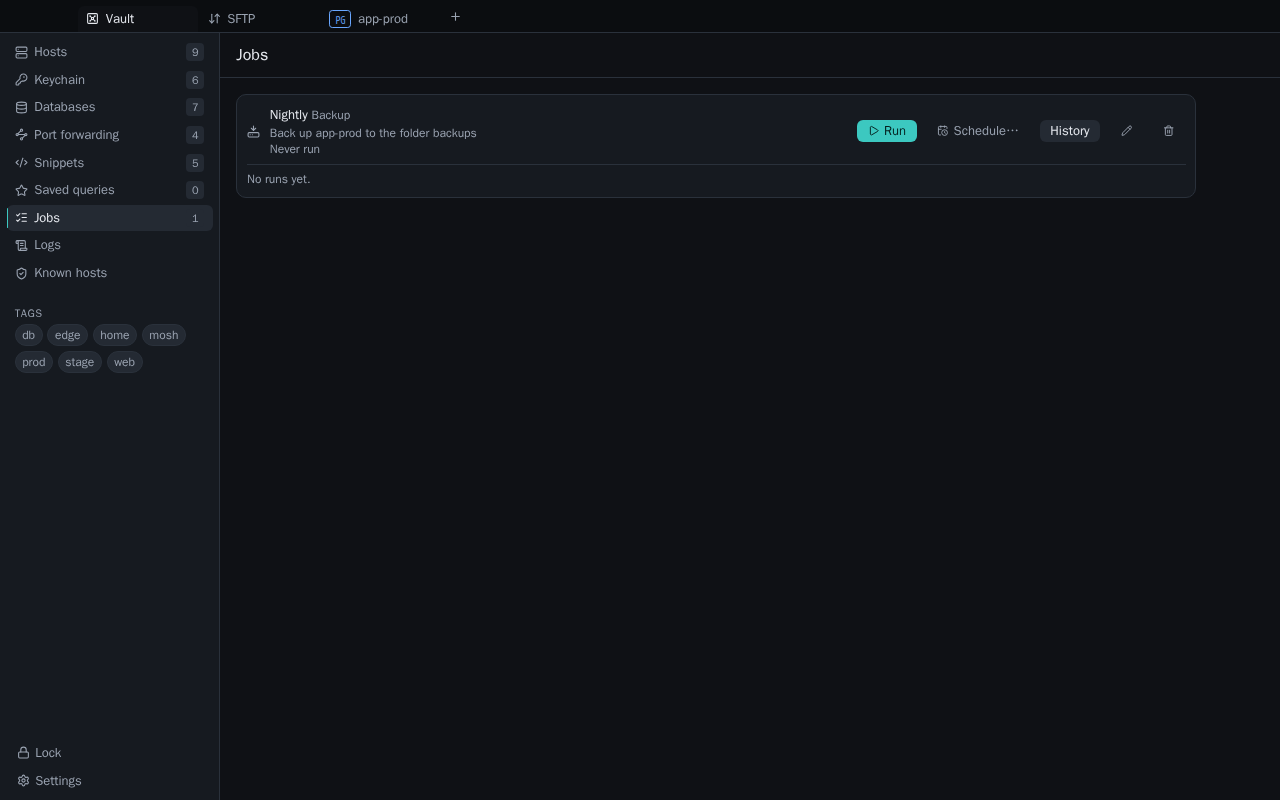 Vault
SFTP
PG app-prod
+
Hosts 9
Keychain 6
Databases 7
Port forwarding 4
Snippets 5
Saved queries 0
Jobs 1
Logs
Known hosts
TAGS
db edge home mosh
prod stage web
Lock
Settings
Jobs
Nightly Backup
Back up app-prod to the folder backups
Never run
Run
Schedule···
History
No runs yet.